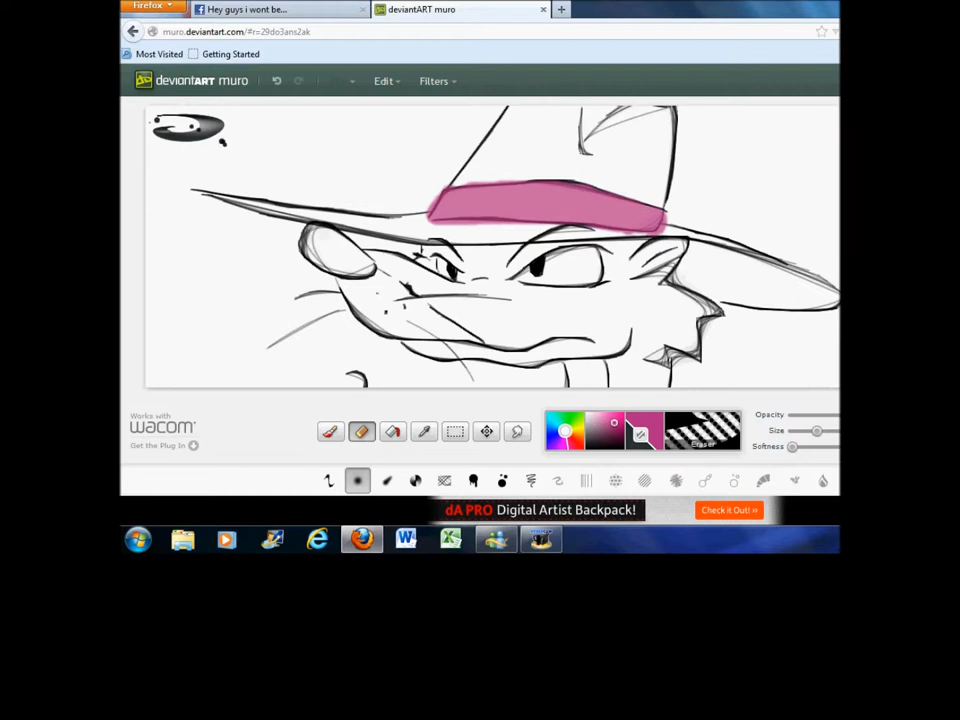 Firefox
Hey guys i wont be...
deviantART muro
muro.deviantart.com/#r=29do3ans2ak
Most Visited
Getting Started
deviantART muro
Edit
Filters
Works with
wacom
Get the Plug In
Eraser
Opacity
Size
Softness
dA PRO Digital Artist Backpack!
Check it Out! »